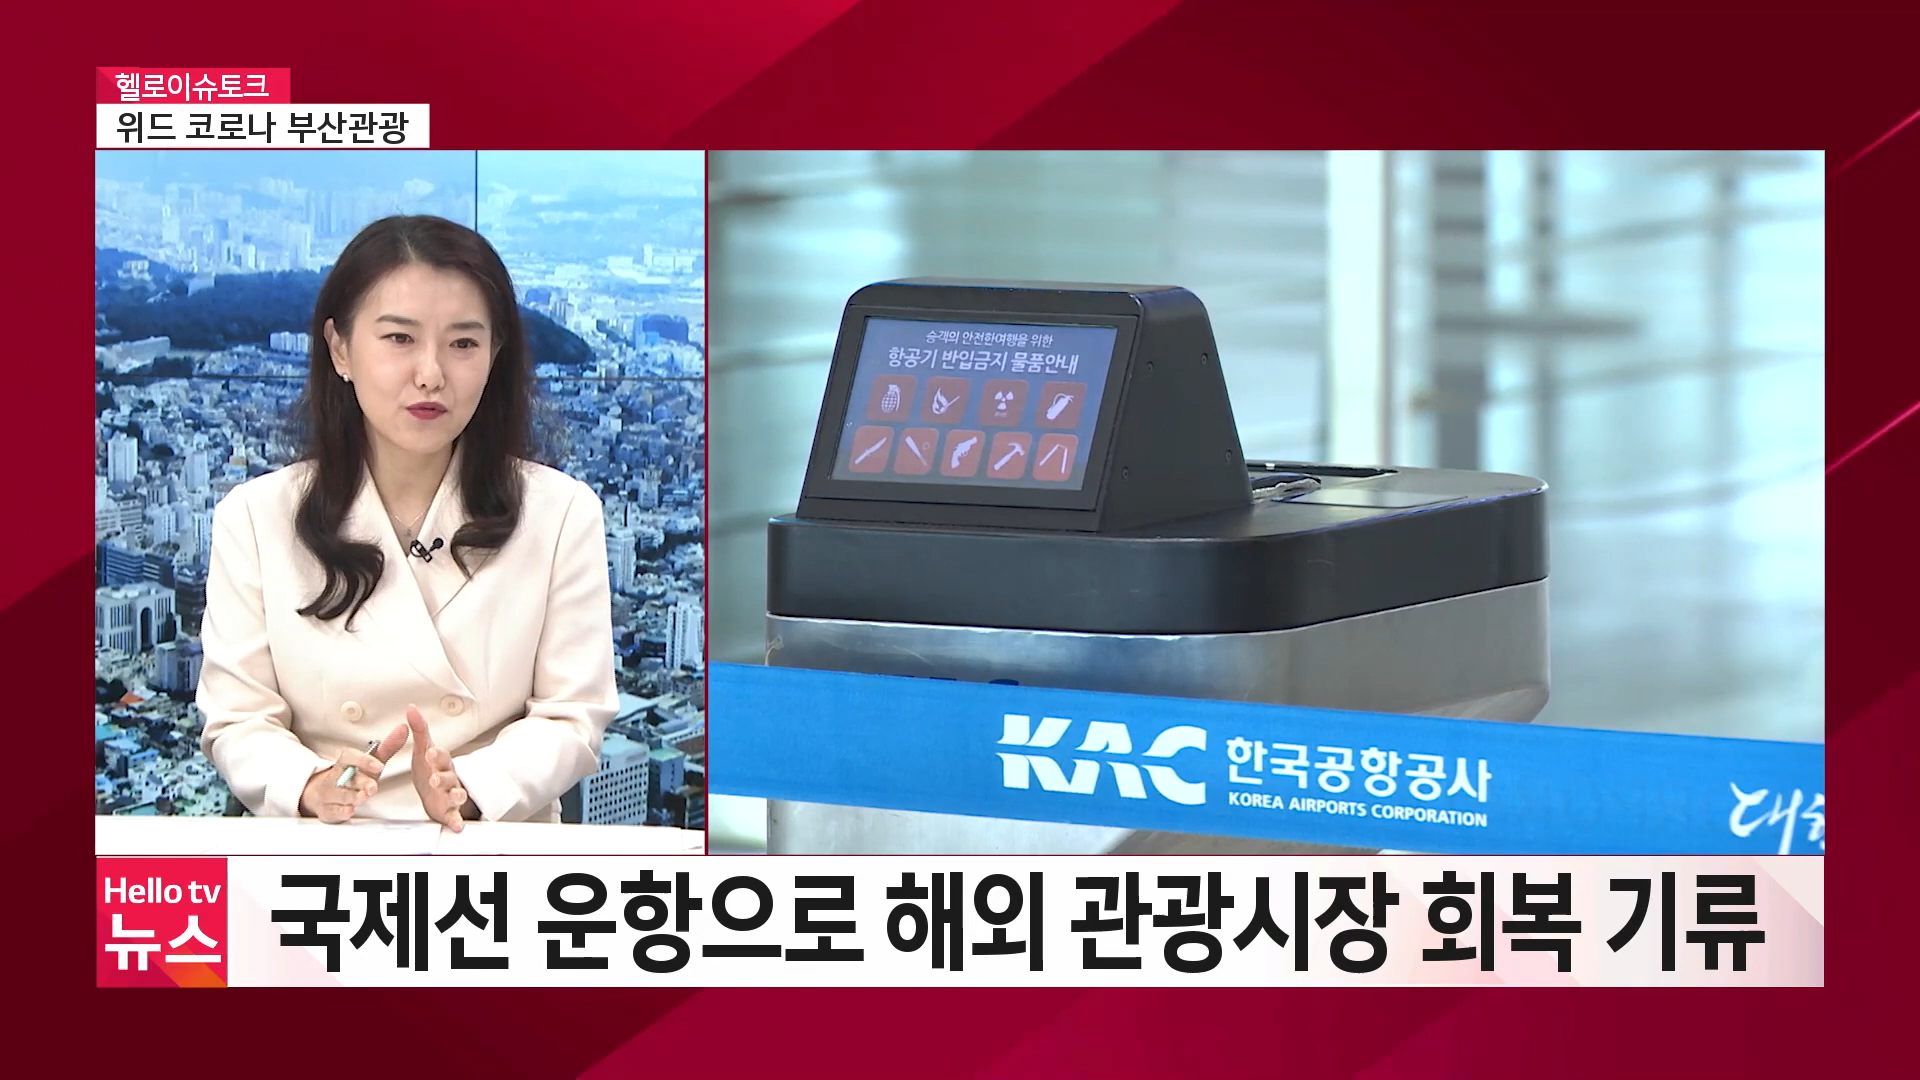 헬로이슈토크
위드 코로나 부산관광
승객의 안전한여행을 위한
항공기 반입금지 물품안내
KAC 한국공항공사
KOREA AIRPORTS CORPORATION
Hello tv
뉴스
국제선 운항으로 해외 관광시장 회복 기류